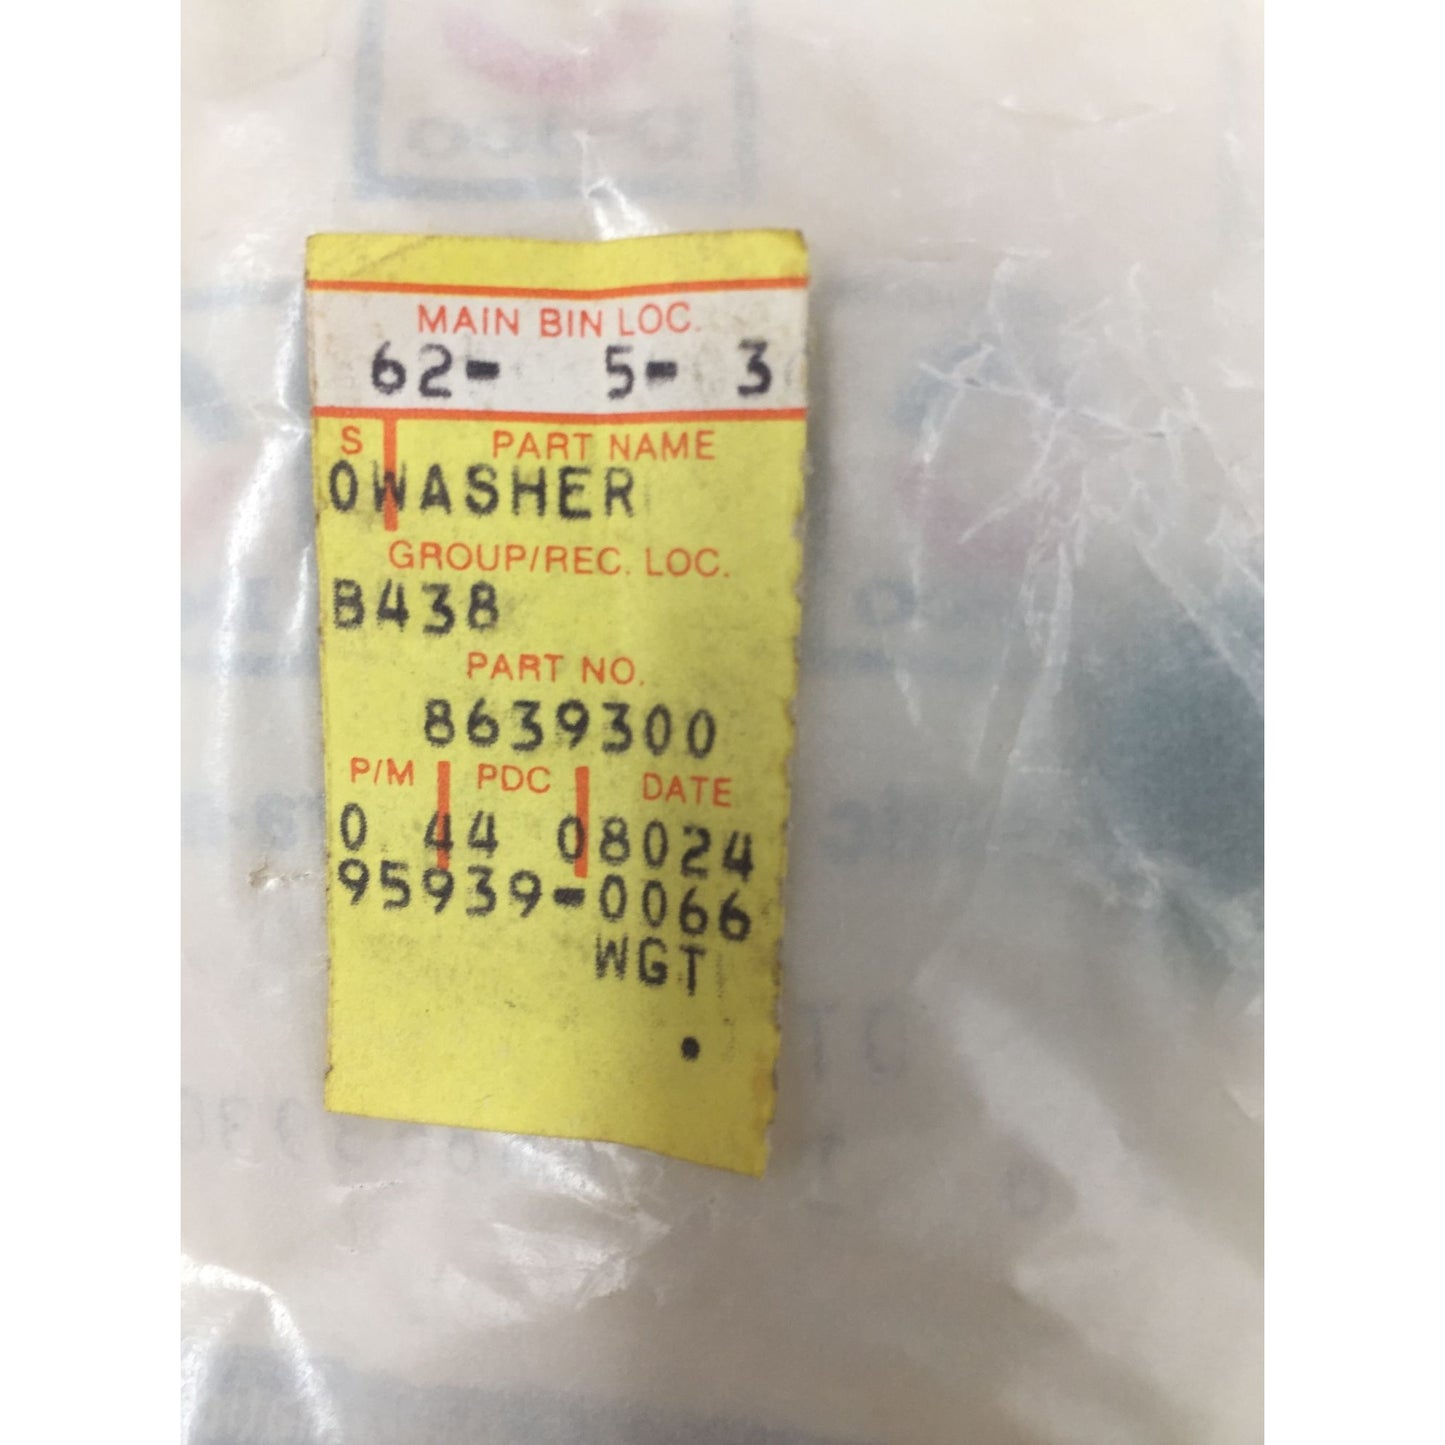 MAIN BIN LOC.
62- 5- 3
S PART NAME
0WASHER
GROUP/REC. LOC.
B438
PART NO.
8639300
P/M PDC DATE
0 44 08024
95939-0066
WGT
.